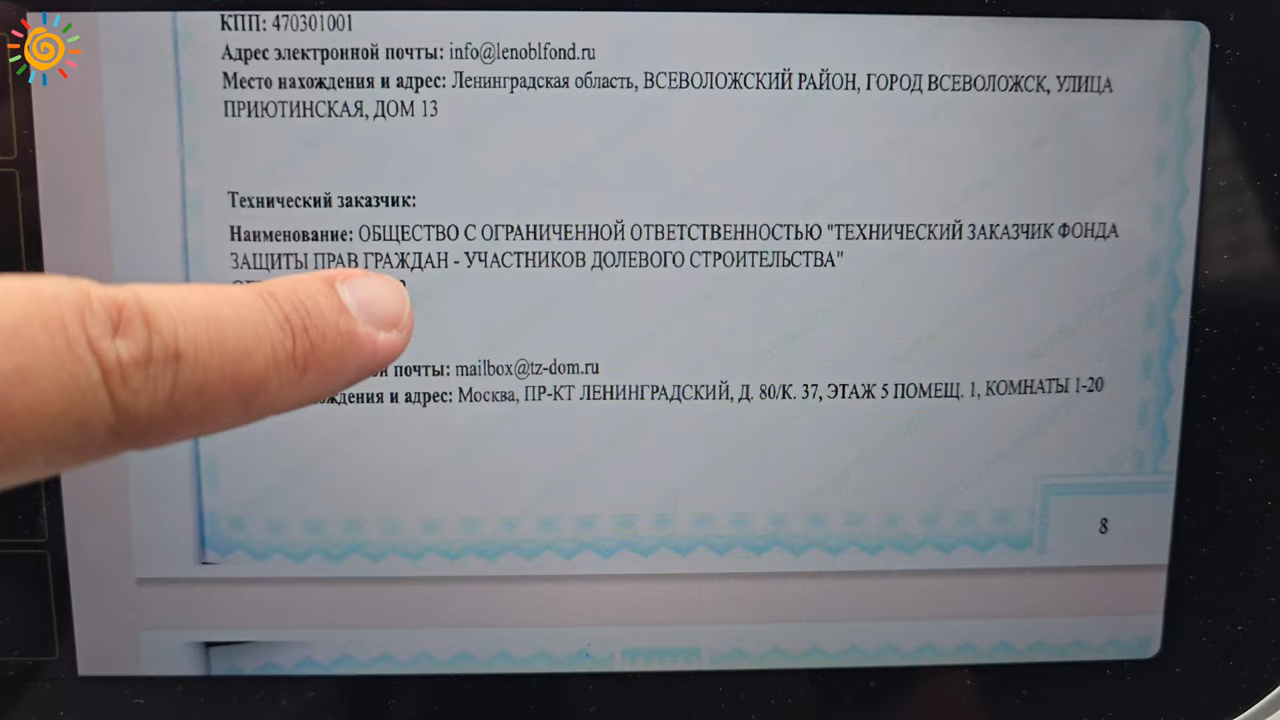 КПП: 470301001
Адрес электронной почты: info@lenoblfond.ru
Место нахождения и адрес: Ленинградская область, ВСЕВОЛОЖСКИЙ РАЙОН, ГОРОД ВСЕВОЛОЖСК, УЛИЦА
ПРИЮТИНСКАЯ, ДОМ 13
Технический заказчик:
Наименование: ОБЩЕСТВО С ОГРАНИЧЕННОЙ ОТВЕТСТВЕННОСТЬЮ "ТЕХНИЧЕСКИЙ ЗАКАЗЧИК ФОНДА
ЗАЩИТЫ ПРАВ ГРАЖДАН - УЧАСТНИКОВ ДОЛЕВОГО СТРОИТЕЛЬСТВА"
почты: mailbox@tz-dom.ru
и адрес: Москва, ПР-КТ ЛЕНИНГРАДСКИЙ, Д. 80/К. 37, ЭТАЖ 5 ПОМЕЩ. 1, КОМНАТЫ 1-20
8